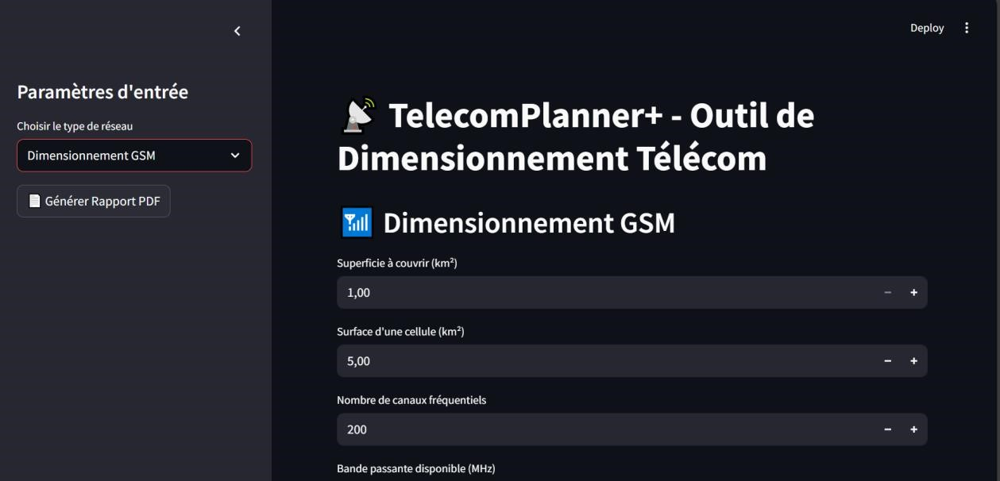 Deploy
Paramètres d'entrée
Choisir le type de réseau
Dimensionnement GSM
Générer Rapport PDF
TelecomPlanner+ - Outil de
Dimensionnement Télécom
Dimensionnement GSM
Superficie à couvrir (km²)
1,00
Surface d'une cellule (km²)
5,00
Nombre de canaux fréquentiels
200
Bande passante disponible (MHz)